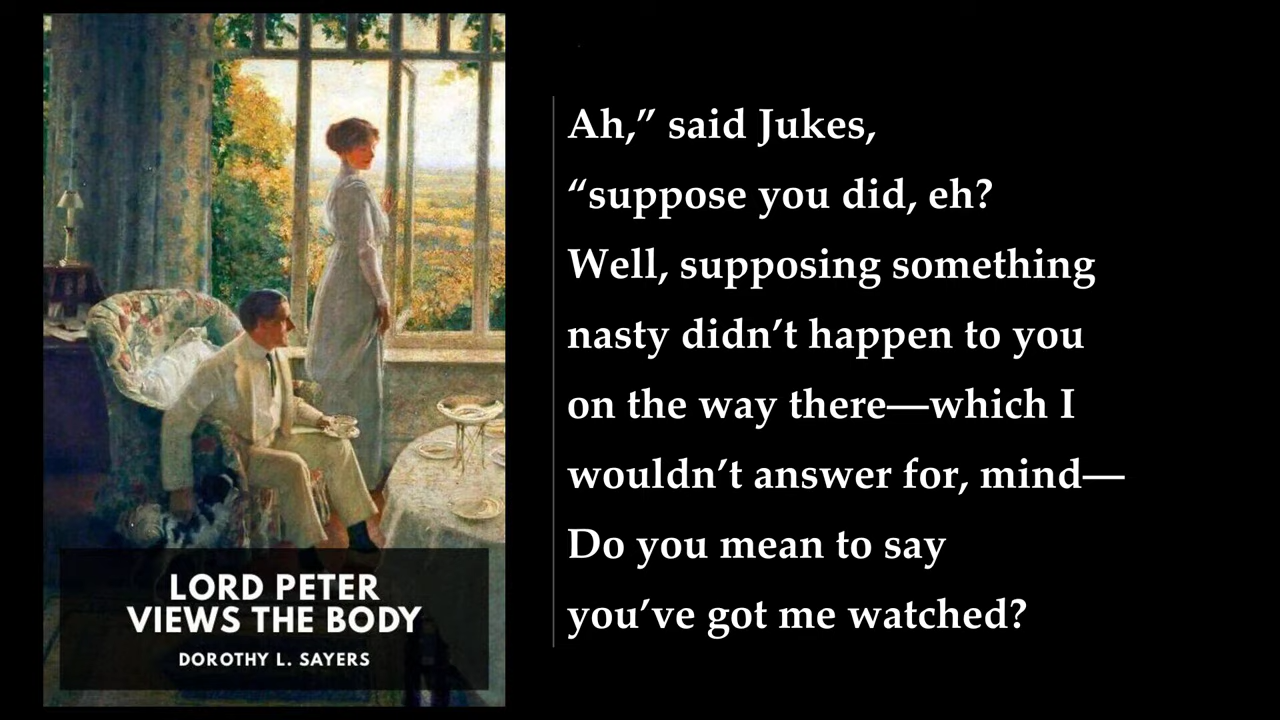 LORD PETER
VIEWS THE BODY
DOROTHY L. SAYERS
Ah,” said Jukes,
“suppose you did, eh?
Well, supposing something
nasty didn’t happen to you
on the way there—which I
wouldn’t answer for, mind—
Do you mean to say
you’ve got me watched?